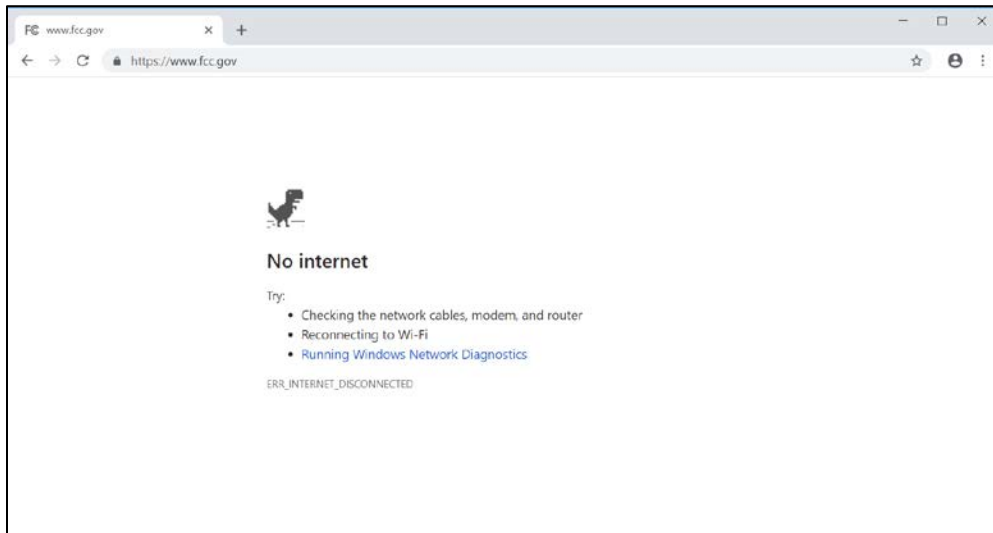 FC www.fcc.gov
https://www.fcc.gov
No internet
Try:
• Checking the network cables, modem, and router
• Reconnecting to Wi-Fi
• Running Windows Network Diagnostics
ERR_INTERNET_DISCONNECTED